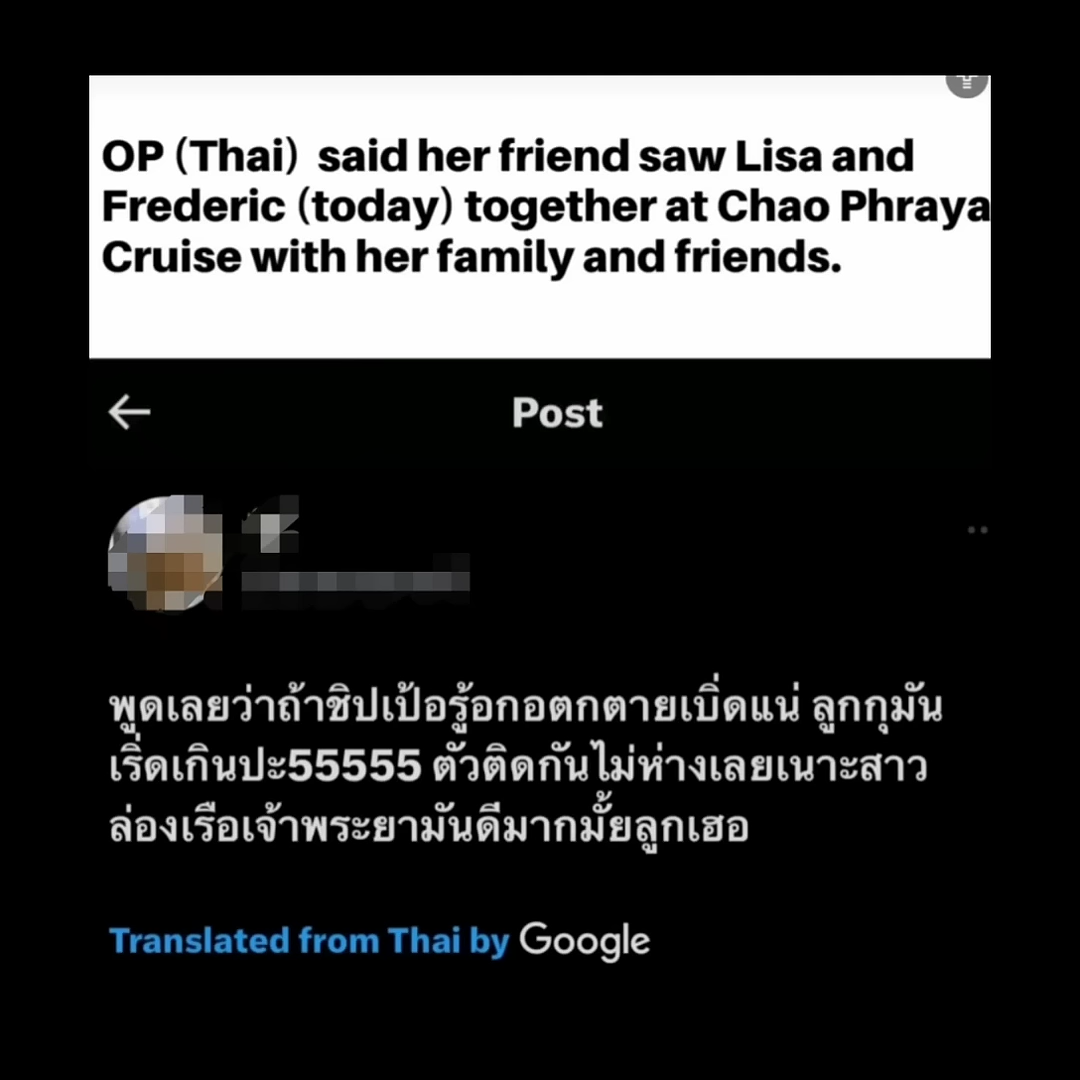 OP (Thai) said her friend saw Lisa and
Frederic (today) together at Chao Phraya
Cruise with her family and friends.
Post
พูดเลยว่าถ้าชิปเป้อรู้อกอตกตายเบิ่ดแน่ ลูกกุมัน
เริ่ดเกินปะ55555 ตัวติดกันไม่ห่างเลยเนาะสาว
ล่องเรือเจ้าพระยามันดีมากมั้ยลูกเฮอ
Translated from Thai by Google